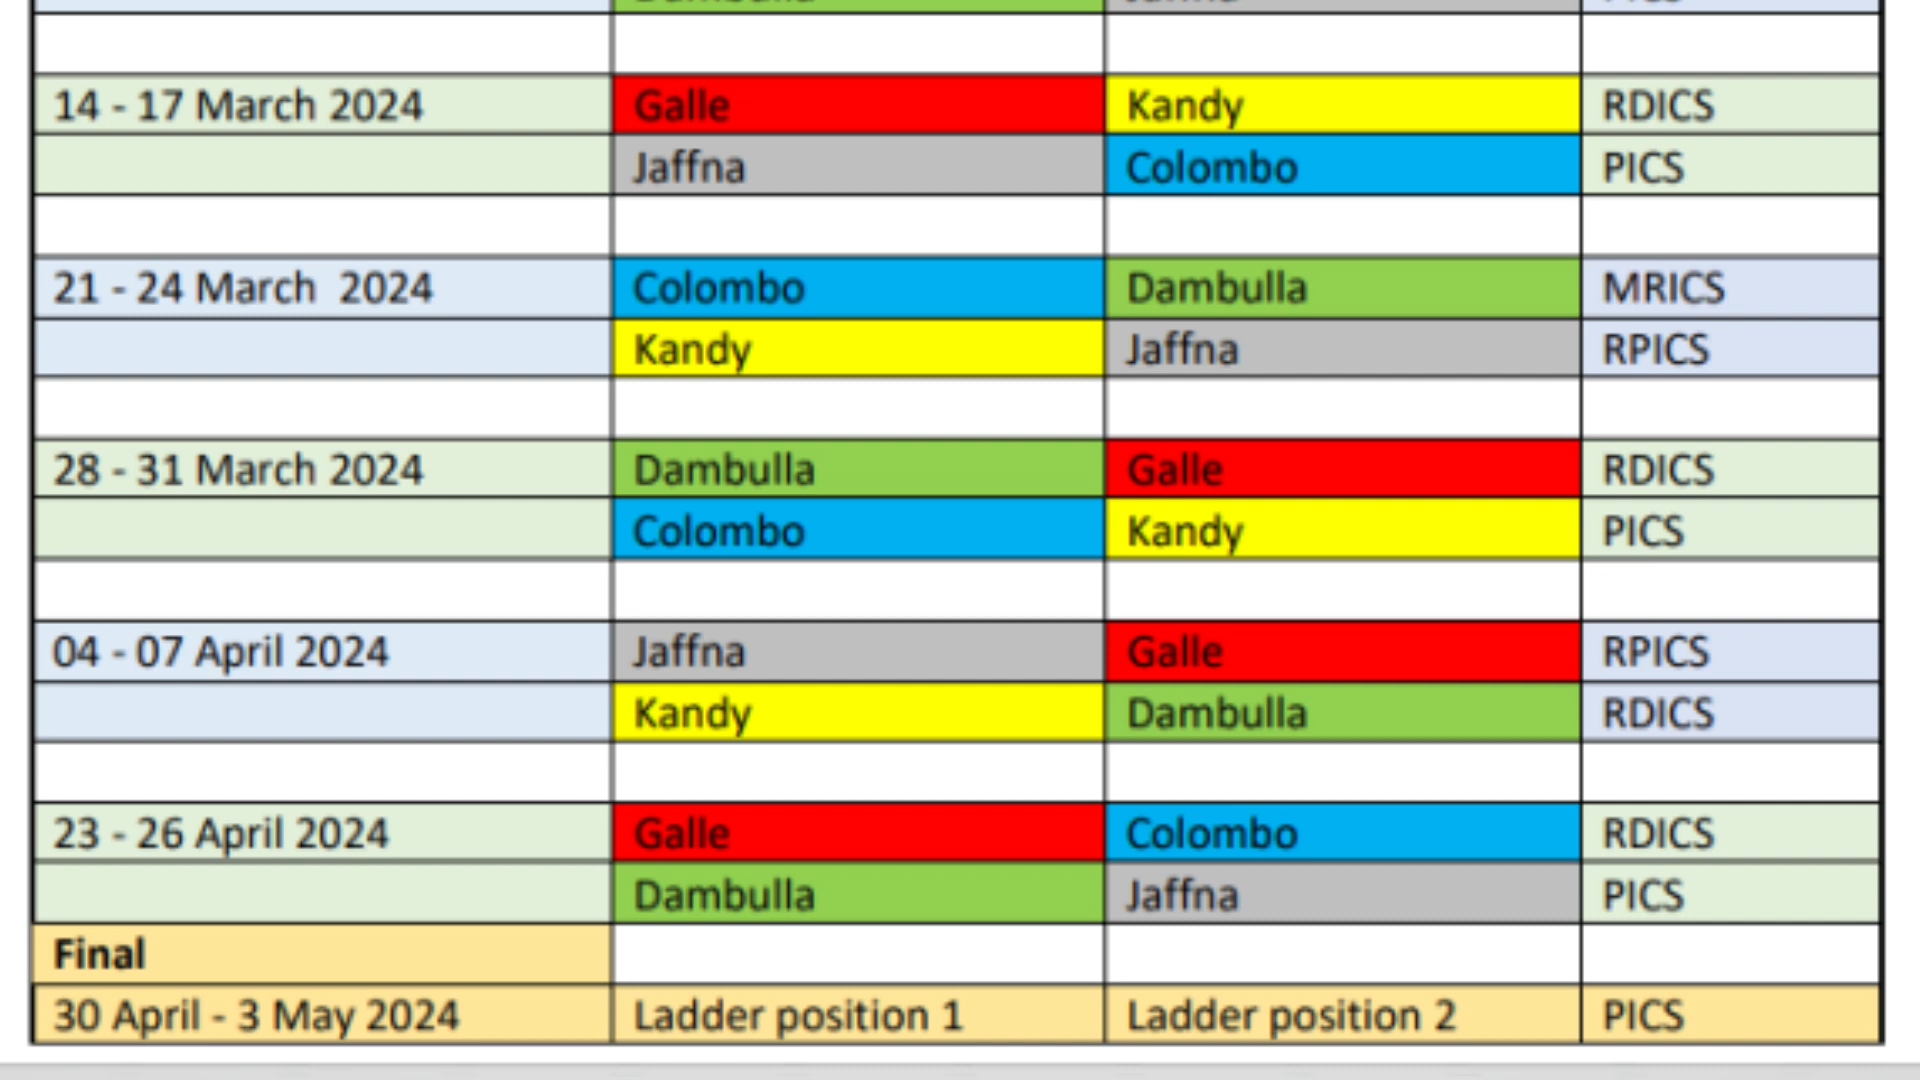 14 - 17 March 2024 Galle Kandy RDICS
Jaffna Colombo PICS
21 - 24 March  2024 Colombo Dambulla MRICS
Kandy Jaffna RPICS
28 - 31 March 2024 Dambulla Galle RDICS
Colombo Kandy PICS
04 - 07 April 2024 Jaffna Galle RPICS
Kandy Dambulla RDICS
23 - 26 April 2024 Galle Colombo RDICS
Dambulla Jaffna PICS
Final
30 April - 3 May 2024 Ladder position 1 Ladder position 2 PICS